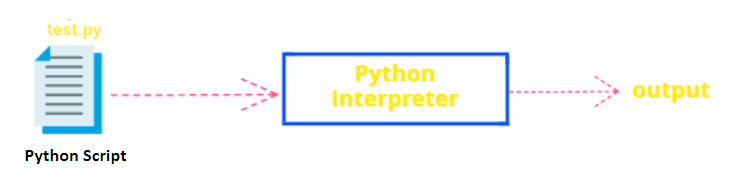 test.py
Python
Interpreter
output
Python Script